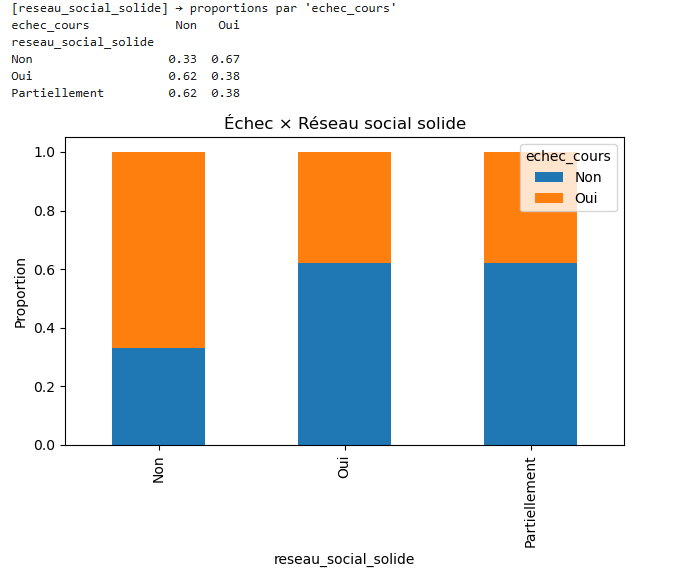 [reseau_social_solide] → proportions par 'echec_cours'
echec_cours Non Oui
reseau_social_solide
Non 0.33 0.67
Oui 0.62 0.38
Partiellement 0.62 0.38
Échec × Réseau social solide
echec_cours
Non
Oui
1.0
0.8
0.6
0.4
0.2
0.0
Proportion
Non
Oui
Partiellement
reseau_social_solide